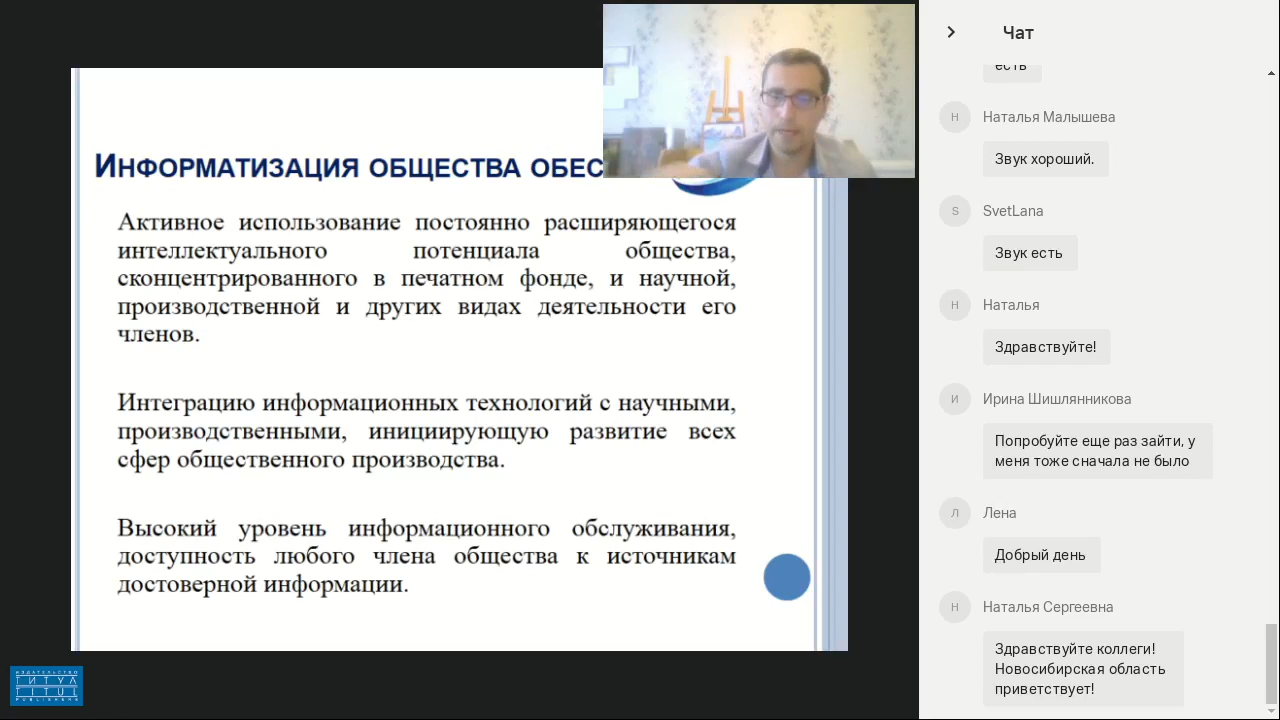 ИНФОРМАТИЗАЦИЯ ОБЩЕСТВА ОБЕС
Активное использование постоянно расширяющегося
интеллектуального потенциала общества,
сконцентрированного в печатном фонде, и научной,
производственной и других видах деятельности его
членов.
Интеграцию информационных технологий с научными,
производственными, инициирующую развитие всех
сфер общественного производства.
Высокий уровень информационного обслуживания,
доступность любого члена общества к источникам
достоверной информации.
ИЗДАТЕЛЬСТВО
ТИТУЛ
TITUL
PUBLISHERS
Чат
есть
Н
Наталья Малышева
Звук хороший.
S
SvetLana
Звук есть
Н
Наталья
Здравствуйте!
И
Ирина Шишлянникова
Попробуйте еще раз зайти, у
меня тоже сначала не было
Л
Лена
Добрый день
Н
Наталья Сергеевна
Здравствуйте коллеги!
Новосибирская область
приветствует!